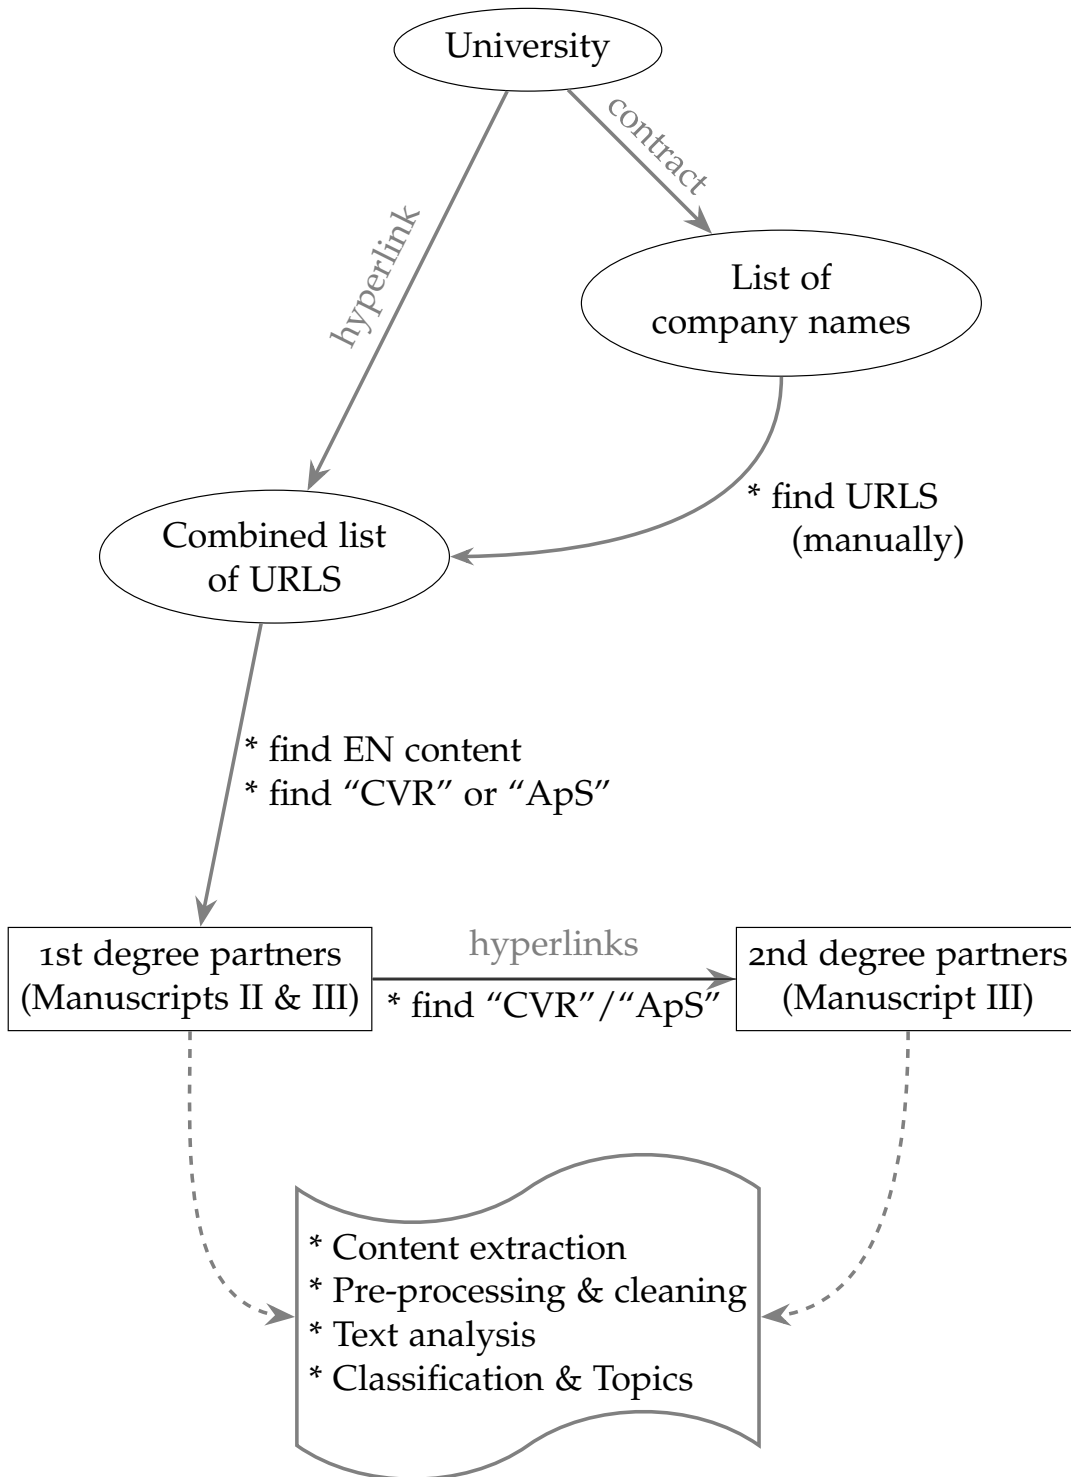 University
contract
hyperlink
List of
company names
* find URLS
(manually)
Combined list
of URLS
* find EN content
* find “CVR” or “ApS”
1st degree partners
(Manuscripts II & III)
hyperlinks
* find “CVR”/“ApS”
2nd degree partners
(Manuscript III)
* Content extraction
* Pre-processing & cleaning
* Text analysis
* Classification & Topics